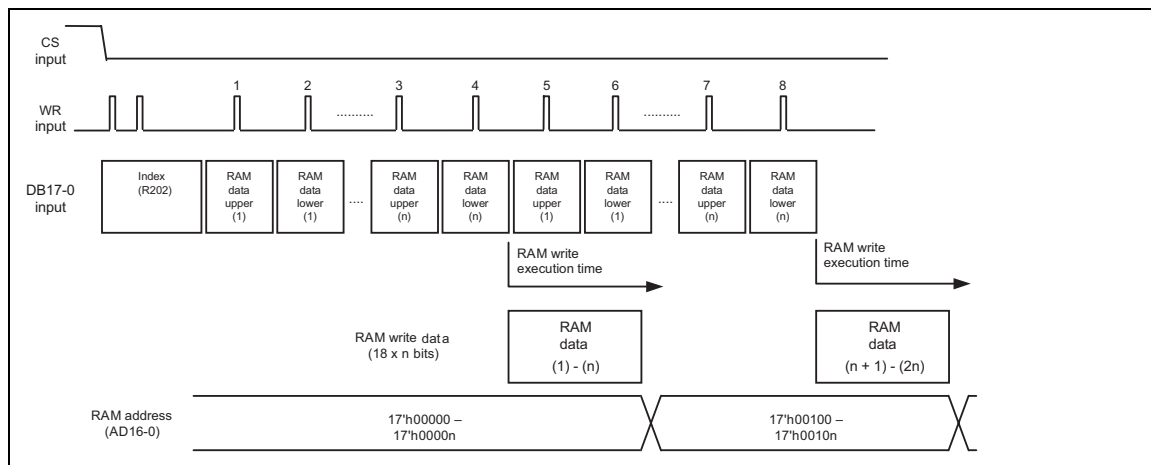 CS
input
1 2 3 4 5 6 7 8
WR
input
.......... ..........
DB17-0
input
Index
(R202)
RAM
data
upper
(1)
RAM
data
lower
(1)
....
RAM
data
upper
(n)
RAM
data
lower
(n)
RAM
data
upper
(1)
RAM
data
lower
(1)
....
RAM
data
upper
(n)
RAM
data
lower
(n)
RAM write
execution time
RAM write
execution time
RAM write data
(18 x n bits)
RAM
data
(1) - (n)
RAM
data
(n + 1) - (2n)
RAM address
(AD16-0)
17'h00000 –
17'h0000n
17'h00100 –
17'h0010n